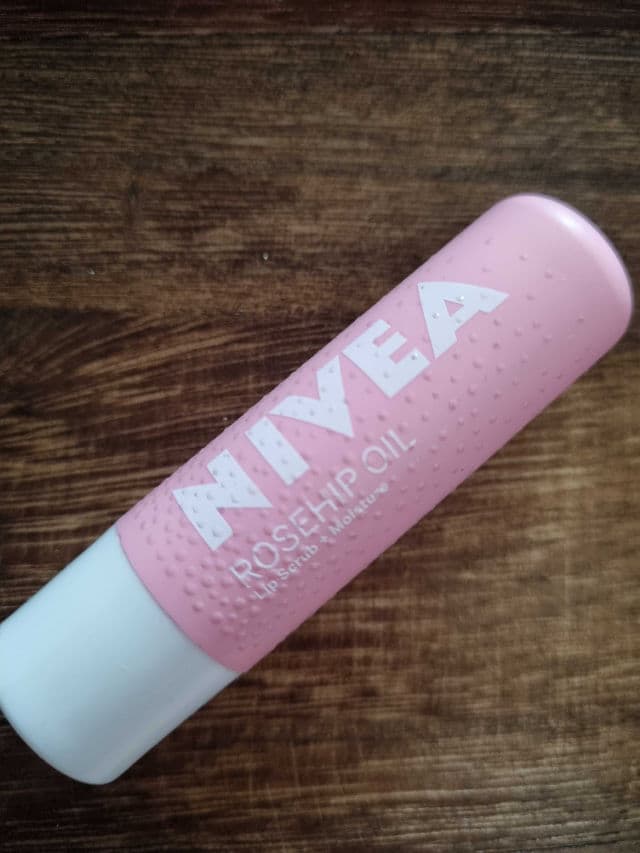 NIVEA
ROSEHIP OIL
Lip Scrub + Moisture